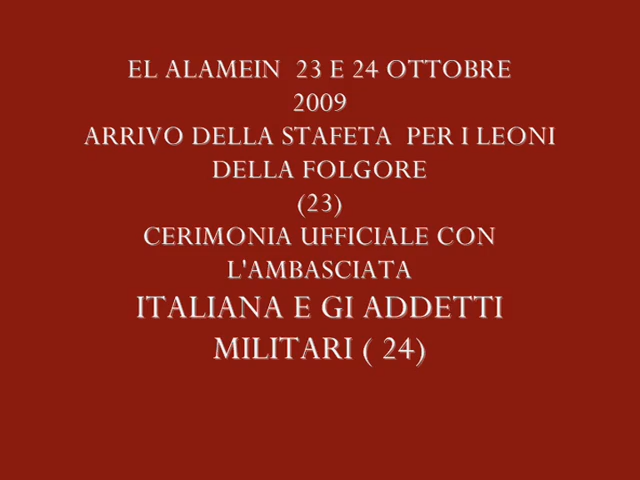 EL ALAMEIN  23 E 24 OTTOBRE
2009
ARRIVO DELLA STAFETA  PER I LEONI
DELLA FOLGORE
(23)
CERIMONIA UFFICIALE CON
L'AMBASCIATA
ITALIANA E GI ADDETTI
MILITARI ( 24)